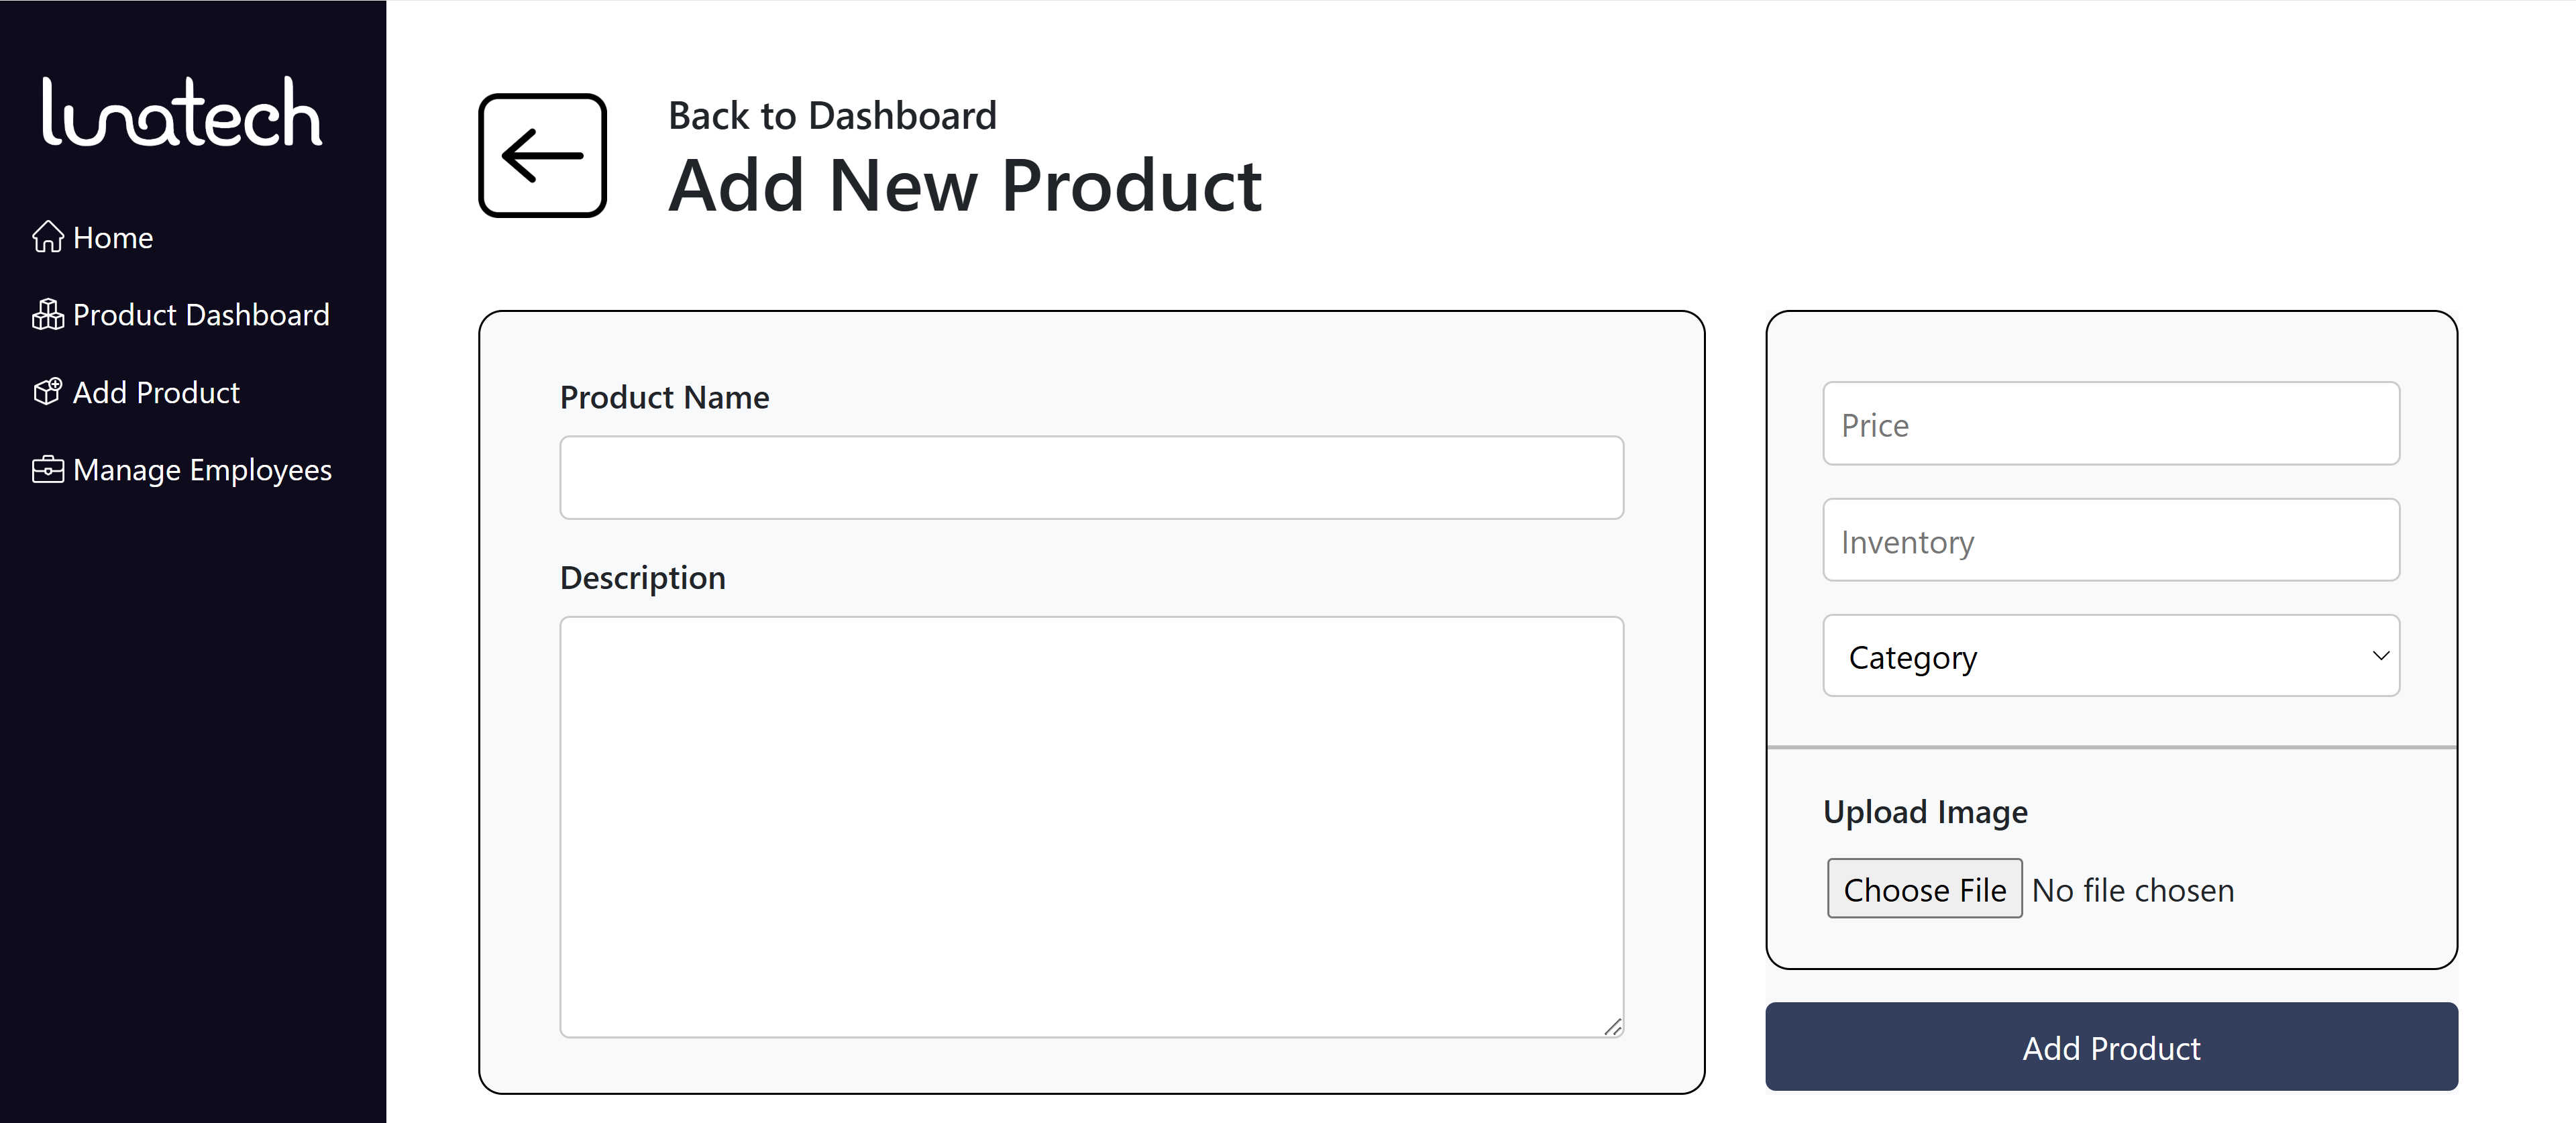 lunatech
Home
Product Dashboard
Add Product
Manage Employees
Back to Dashboard
Add New Product
Product Name
Description
Price
Inventory
Category
Upload Image
Choose File No file chosen
Add Product